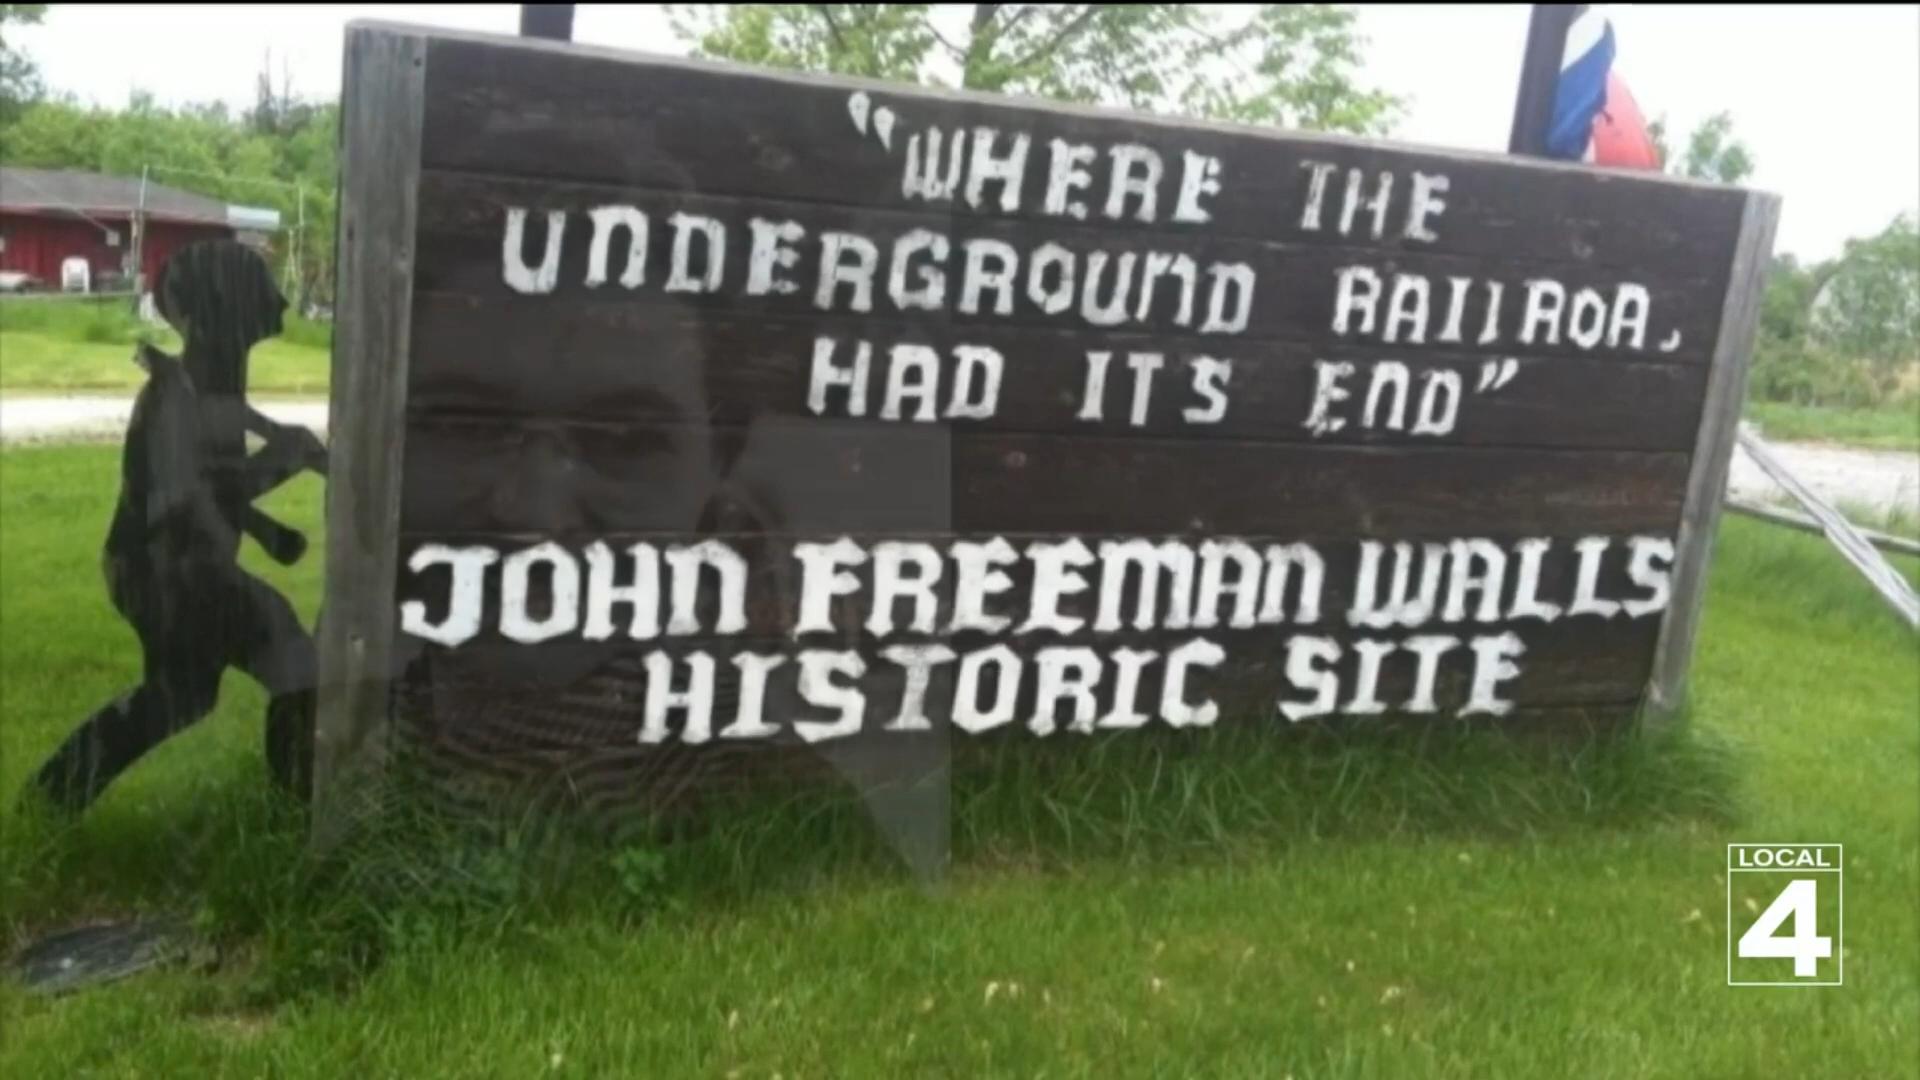 "WHERE THE
UNDERGROUND RAILROA
HAD ITS END"
JOHN FREEMAN WALLS
HISTORIC SITE
LOCAL
4